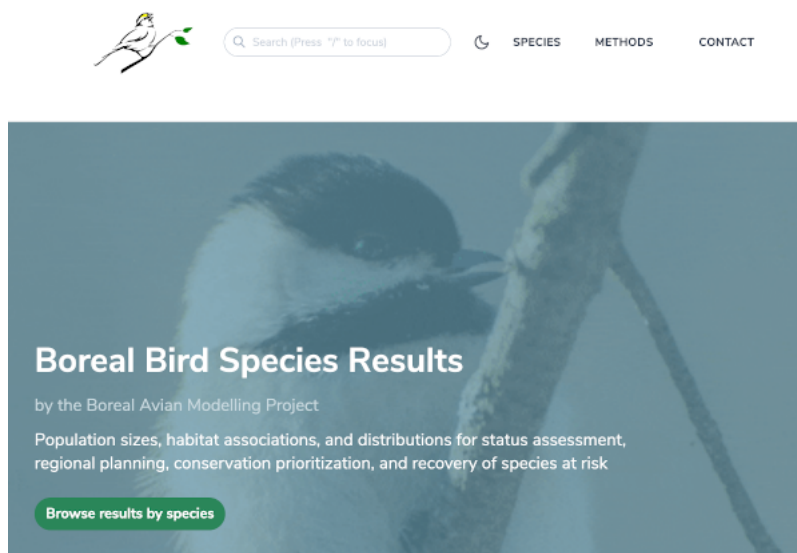 Search (Press "/" to focus)
SPECIES
METHODS
CONTACT
Boreal Bird Species Results
by the Boreal Avian Modelling Project
Population sizes, habitat associations, and distributions for status assessment,
regional planning, conservation prioritization, and recovery of species at risk
Browse results by species